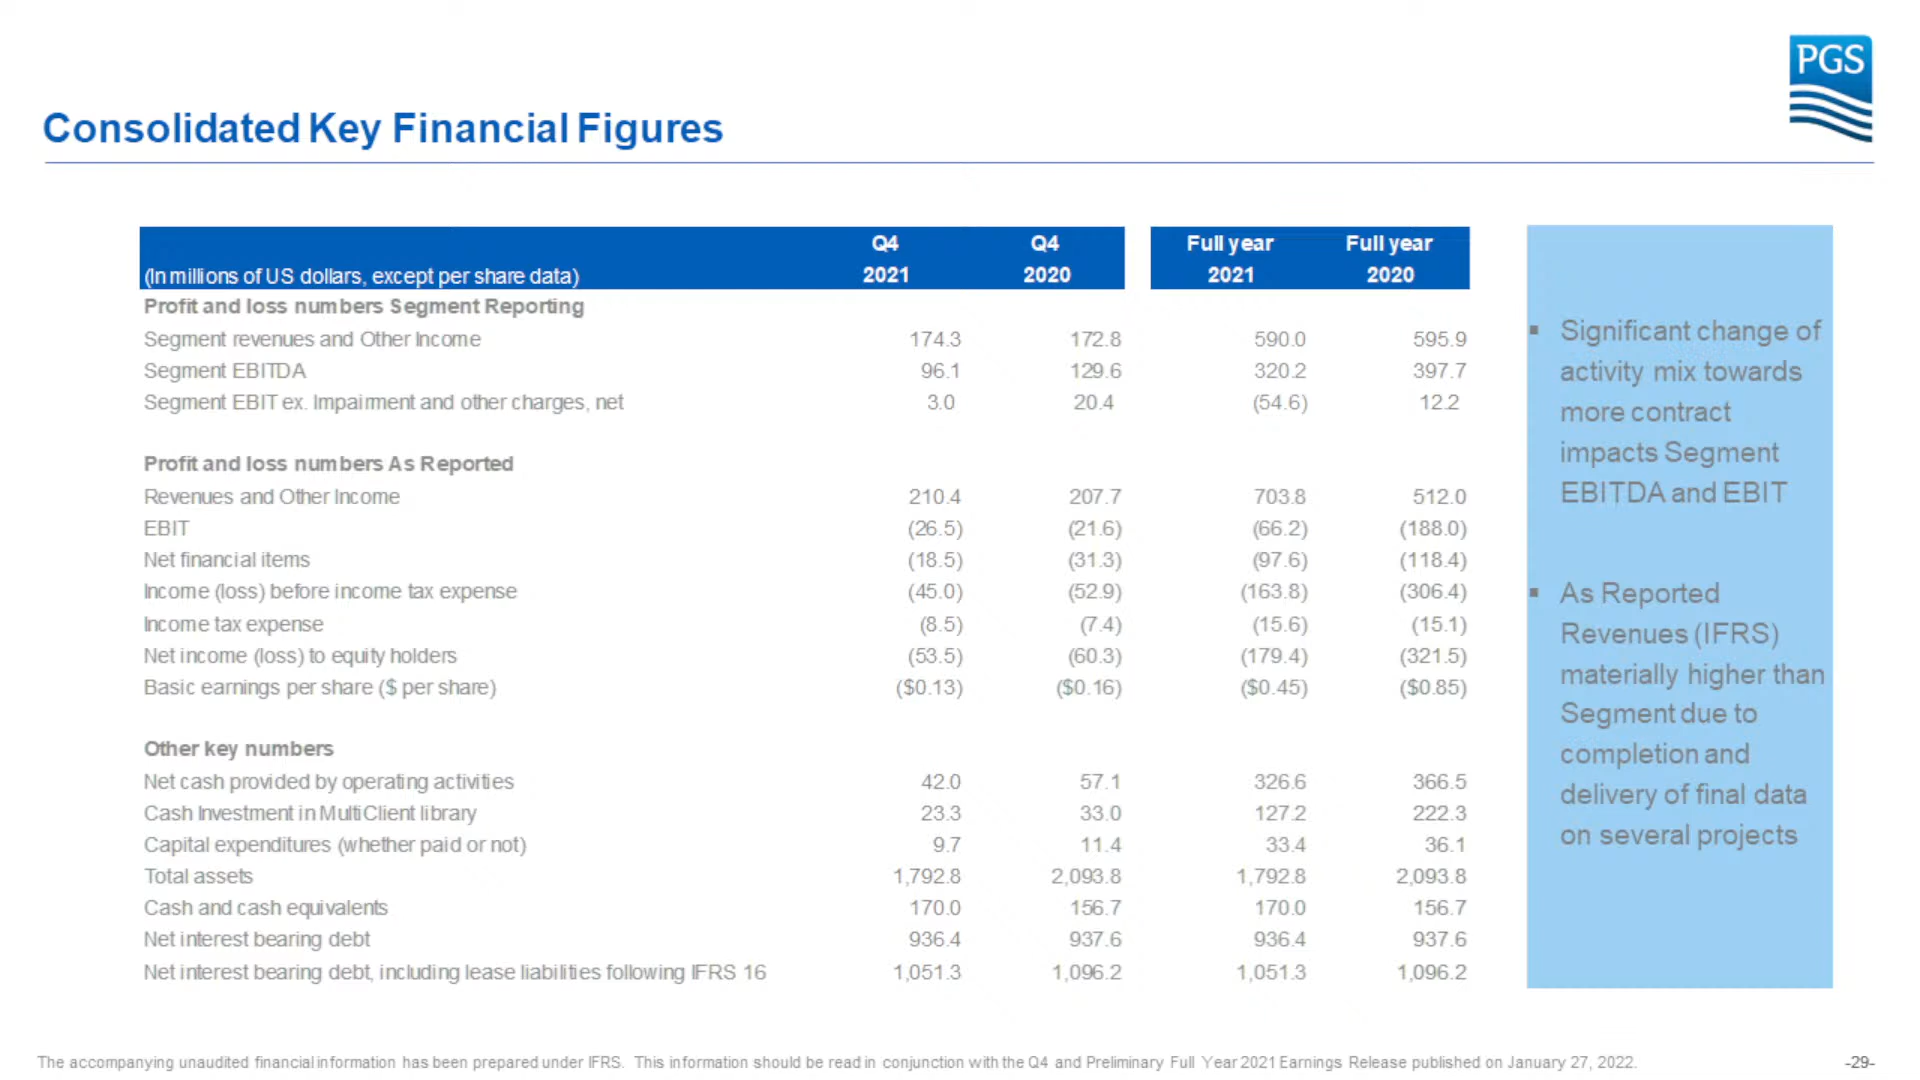 PGS
Consolidated Key Financial Figures
Q4 Q4 Full year Full year
(In millions of US dollars, except per share data) 2021 2020 2021 2020
Profit and loss numbers Segment Reporting
Segment revenues and Other Income 174.3 172.8 590.0 595.9
Segment EBITDA 96.1 129.6 320.2 397.7
Segment EBIT ex. Impairment and other charges, net 3.0 20.4 (54.6) 12.2
Profit and loss numbers As Reported
Revenues and Other Income 210.4 207.7 703.8 512.0
EBIT (26.5) (21.6) (66.2) (188.0)
Net financial items (18.5) (31.3) (97.6) (118.4)
Income (loss) before income tax expense (45.0) (52.9) (163.8) (306.4)
Income tax expense (8.5) (7.4) (15.6) (15.1)
Net income (loss) to equity holders (53.5) (60.3) (179.4) (321.5)
Basic earnings per share ($ per share) ($0.13) ($0.16) ($0.45) ($0.85)
Other key numbers
Net cash provided by operating activities 42.0 57.1 326.6 366.5
Cash Investment in MultiClient library 23.3 33.0 127.2 222.3
Capital expenditures (whether paid or not) 9.7 11.4 33.4 36.1
Total assets 1,792.8 2,093.8 1,792.8 2,093.8
Cash and cash equivalents 170.0 156.7 170.0 156.7
Net interest bearing debt 936.4 937.6 936.4 937.6
Net interest bearing debt, including lease liabilities following IFRS 16 1,051.3 1,096.2 1,051.3 1,096.2
▪ Significant change of
activity mix towards
more contract
impacts Segment
EBITDA and EBIT
▪ As Reported
Revenues (IFRS)
materially higher than
Segment due to
completion and
delivery of final data
on several projects
The accompanying unaudited financial information has been prepared under IFRS. This information should be read in conjunction with the Q4 and Preliminary Full Year 2021 Earnings Release published on January 27, 2022.
-29-